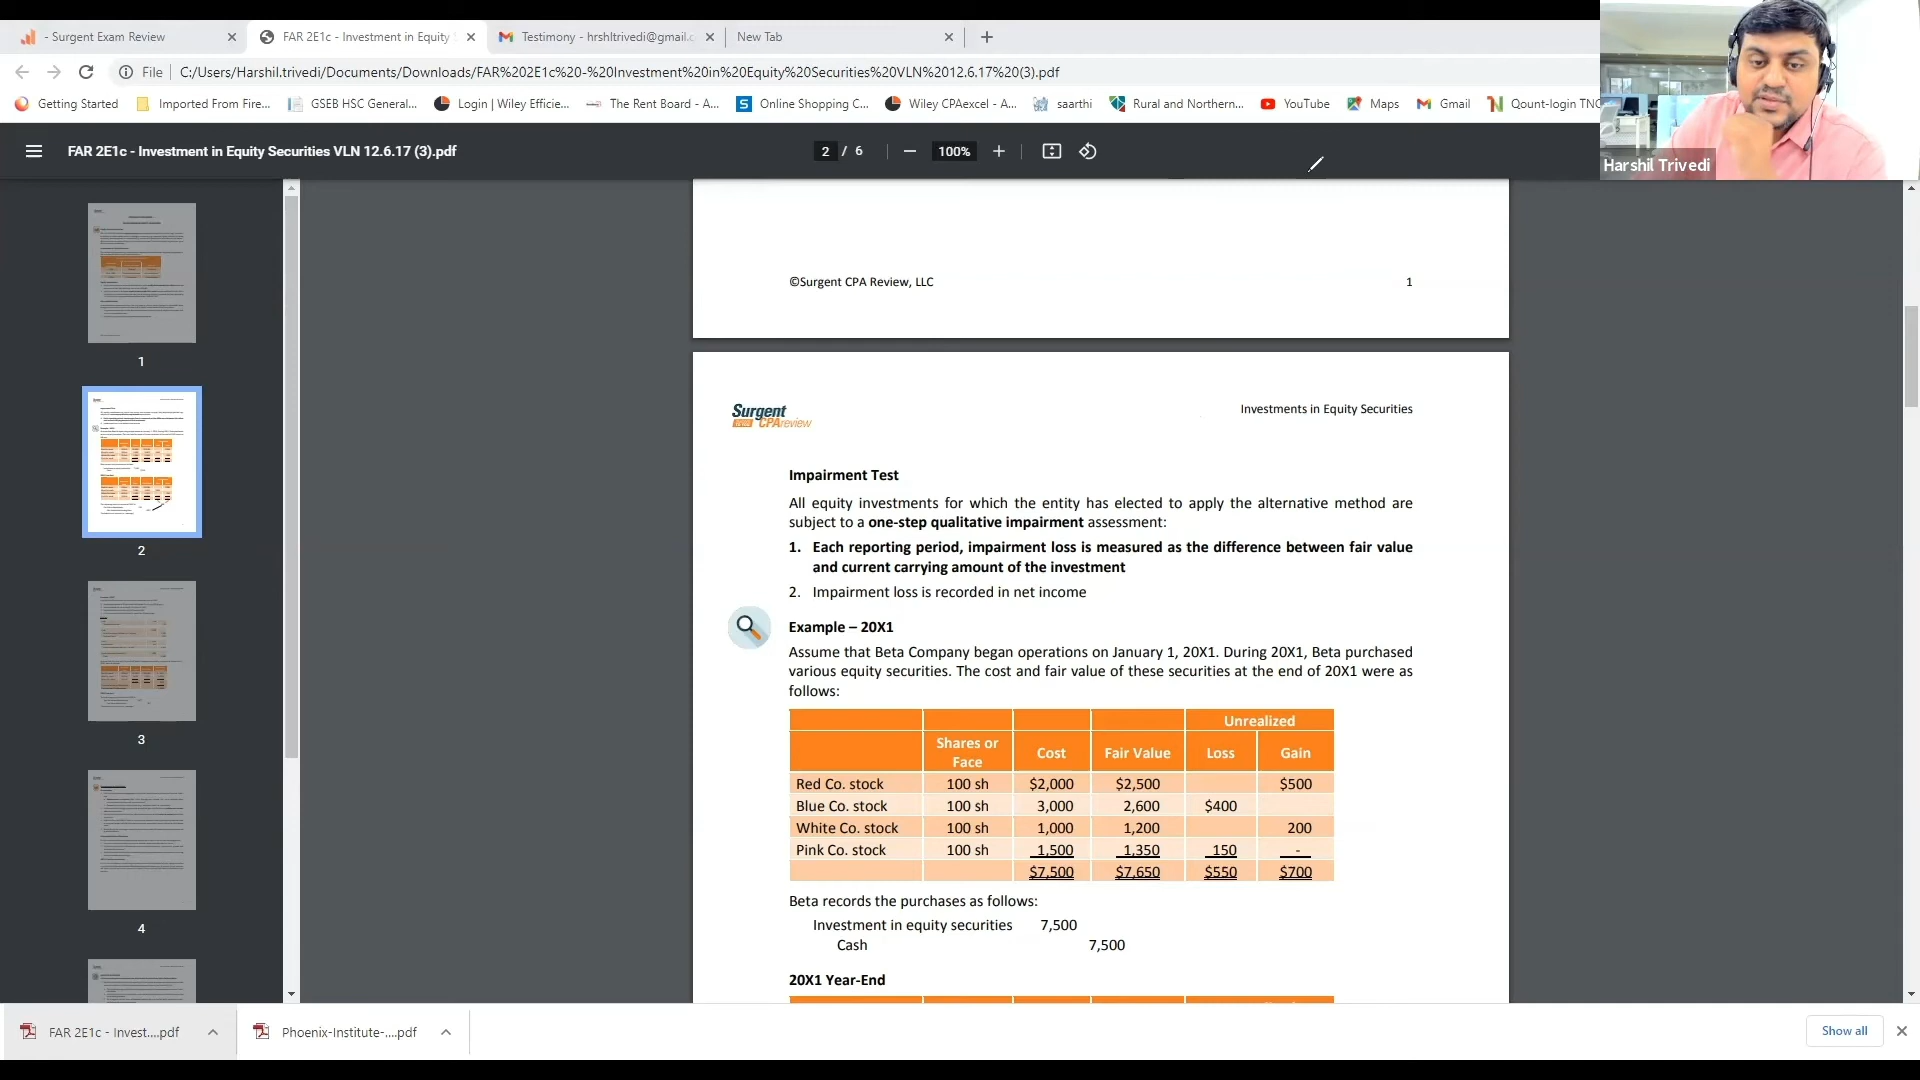 - Surgent Exam Review
FAR 2E1c - Investment in Equity S
Testimony - hrshltrivedi@gmail.c
New Tab
File
C:/Users/Harshil.trivedi/Documents/Downloads/FAR%202E1c%20-%20Investment%20in%20Equity%20Securities%20VLN%2012.6.17%20(3).pdf
Getting Started
Imported From Fire...
GSEB HSC General...
Login | Wiley Efficie...
The Rent Board - A...
Online Shopping C...
Wiley CPAexcel - A...
saarthi
Rural and Northern...
YouTube
Maps
Gmail
Qount-login TNC
Harshil Trivedi
FAR 2E1c - Investment in Equity Securities VLN 12.6.17 (3).pdf
2 / 6
100%
1
2
3
4
©Surgent CPA Review, LLC 1
Surgent
CPAreview
Investments in Equity Securities
Impairment Test
All equity investments for which the entity has elected to apply the alternative method are
subject to a one-step qualitative impairment assessment:
1. Each reporting period, impairment loss is measured as the difference between fair value
and current carrying amount of the investment
2. Impairment loss is recorded in net income
Example – 20X1
Assume that Beta Company began operations on January 1, 20X1. During 20X1, Beta purchased
various equity securities. The cost and fair value of these securities at the end of 20X1 were as
follows:
Unrealized
Shares or
Face Cost Fair Value Loss Gain
Red Co. stock 100 sh $2,000 $2,500 $500
Blue Co. stock 100 sh 3,000 2,600 $400
White Co. stock 100 sh 1,000 1,200 200
Pink Co. stock 100 sh 1,500 1,350 150 -
$7,500 $7,650 $550 $700
Beta records the purchases as follows:
Investment in equity securities 7,500
Cash 7,500
20X1 Year-End
FAR 2E1c - Invest....pdf
Phoenix-Institute-....pdf
Show all